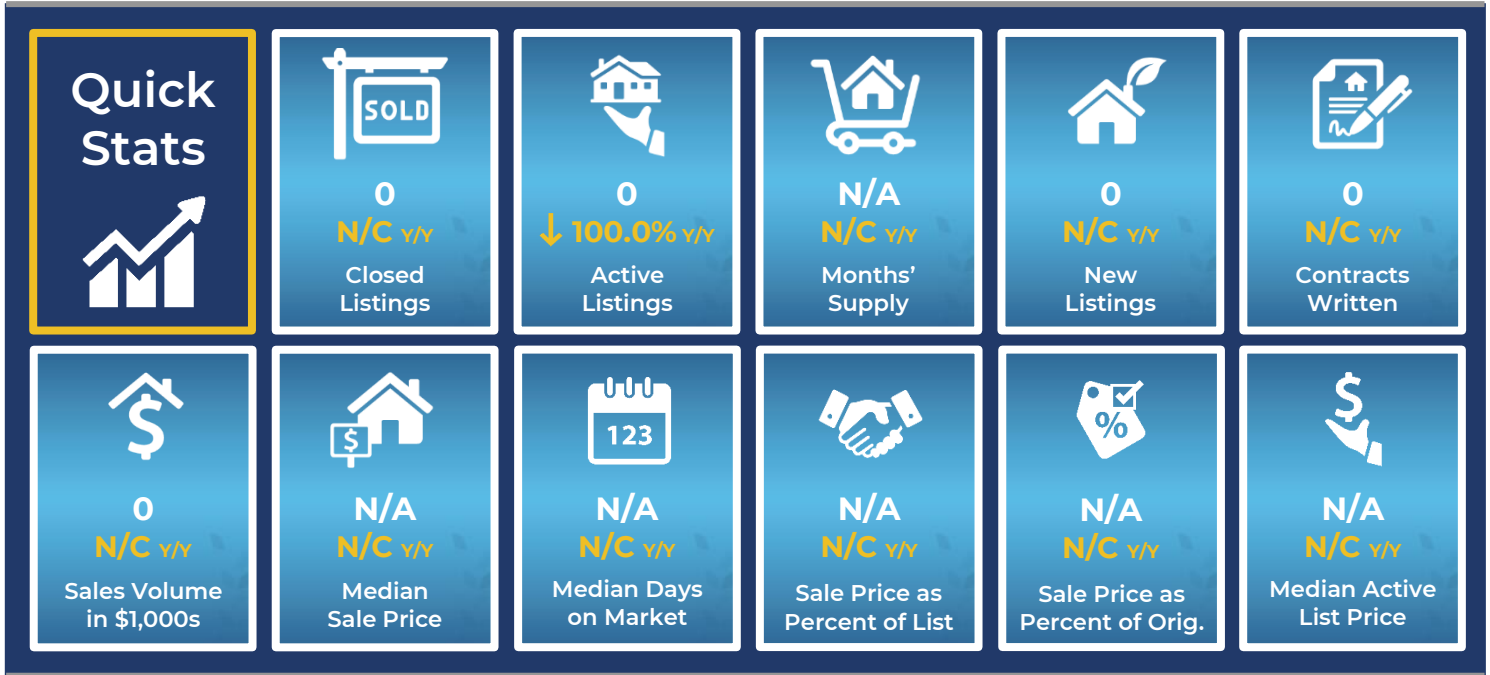 Quick
Stats
SOLD
0
N/C Y/Y
Closed
Listings
0
↓ 100.0% Y/Y
Active
Listings
N/A
N/C Y/Y
Months’
Supply
0
N/C Y/Y
New
Listings
0
N/C Y/Y
Contracts
Written
$
0
N/C Y/Y
Sales Volume
in $1,000s
$
N/A
N/C Y/Y
Median
Sale Price
123
N/A
N/C Y/Y
Median Days
on Market
N/A
N/C Y/Y
Sale Price as
Percent of List
%
N/A
N/C Y/Y
Sale Price as
Percent of Orig.
$
N/A
N/C Y/Y
Median Active
List Price